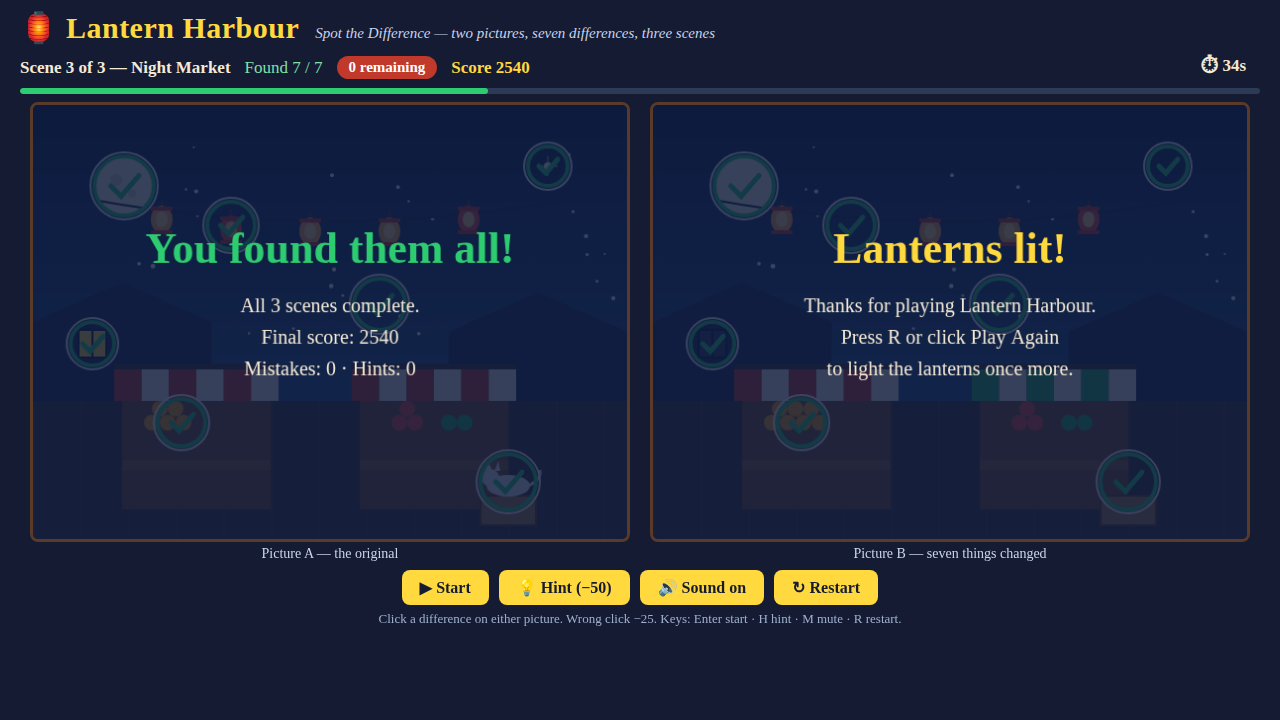 Lantern Harbour
Spot the Difference — two pictures, seven differences, three scenes
Scene 3 of 3 — Night Market Found 7 / 7 0 remaining Score 2540 ⏱ 34s
You found them all!
All 3 scenes complete.
Final score: 2540
Mistakes: 0 · Hints: 0
Lanterns lit!
Thanks for playing Lantern Harbour.
Press R or click Play Again
to light the lanterns once more.
Picture A — the original
Picture B — seven things changed
▶ Start 💡 Hint (−50) 🔊 Sound on ↻ Restart
Click a difference on either picture. Wrong click −25. Keys: Enter start · H hint · M mute · R restart.